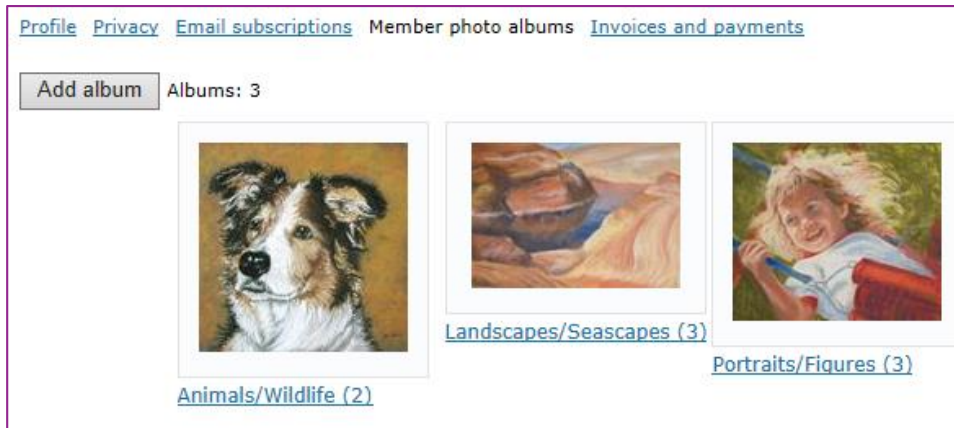 Profile Privacy Email subscriptions Member photo albums Invoices and payments
Add album Albums: 3
Landscapes/Seascapes (3)
Portraits/Figures (3)
Animals/Wildlife (2)